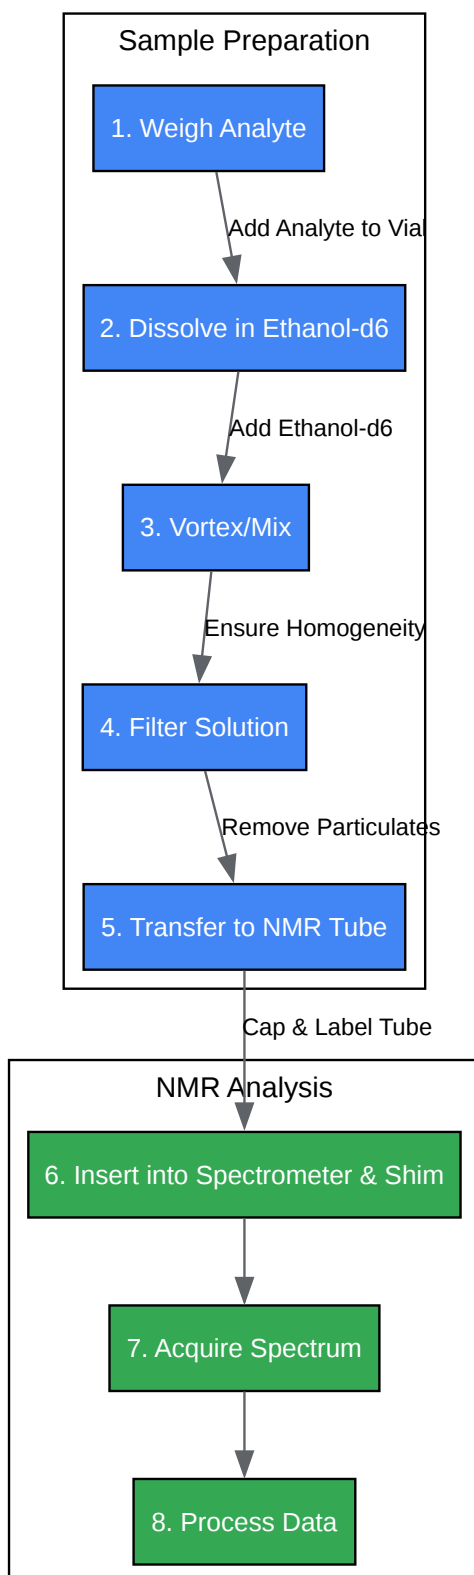 Sample Preparation
1. Weigh Analyte
Add Analyte to Vial
2. Dissolve in Ethanol-d6
Add Ethanol-d6
3. Vortex/Mix
Ensure Homogeneity
4. Filter Solution
Remove Particulates
5. Transfer to NMR Tube
Cap & Label Tube
NMR Analysis
6. Insert into Spectrometer & Shim
7. Acquire Spectrum
8. Process Data